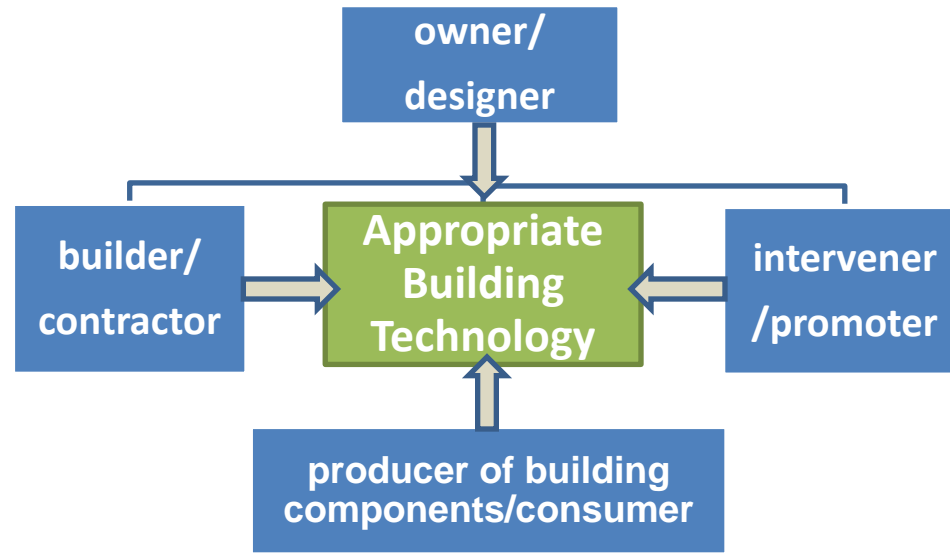 owner/
designer
builder/
contractor
Appropriate
Building
Technology
intervener
/promoter
producer of building
components/consumer